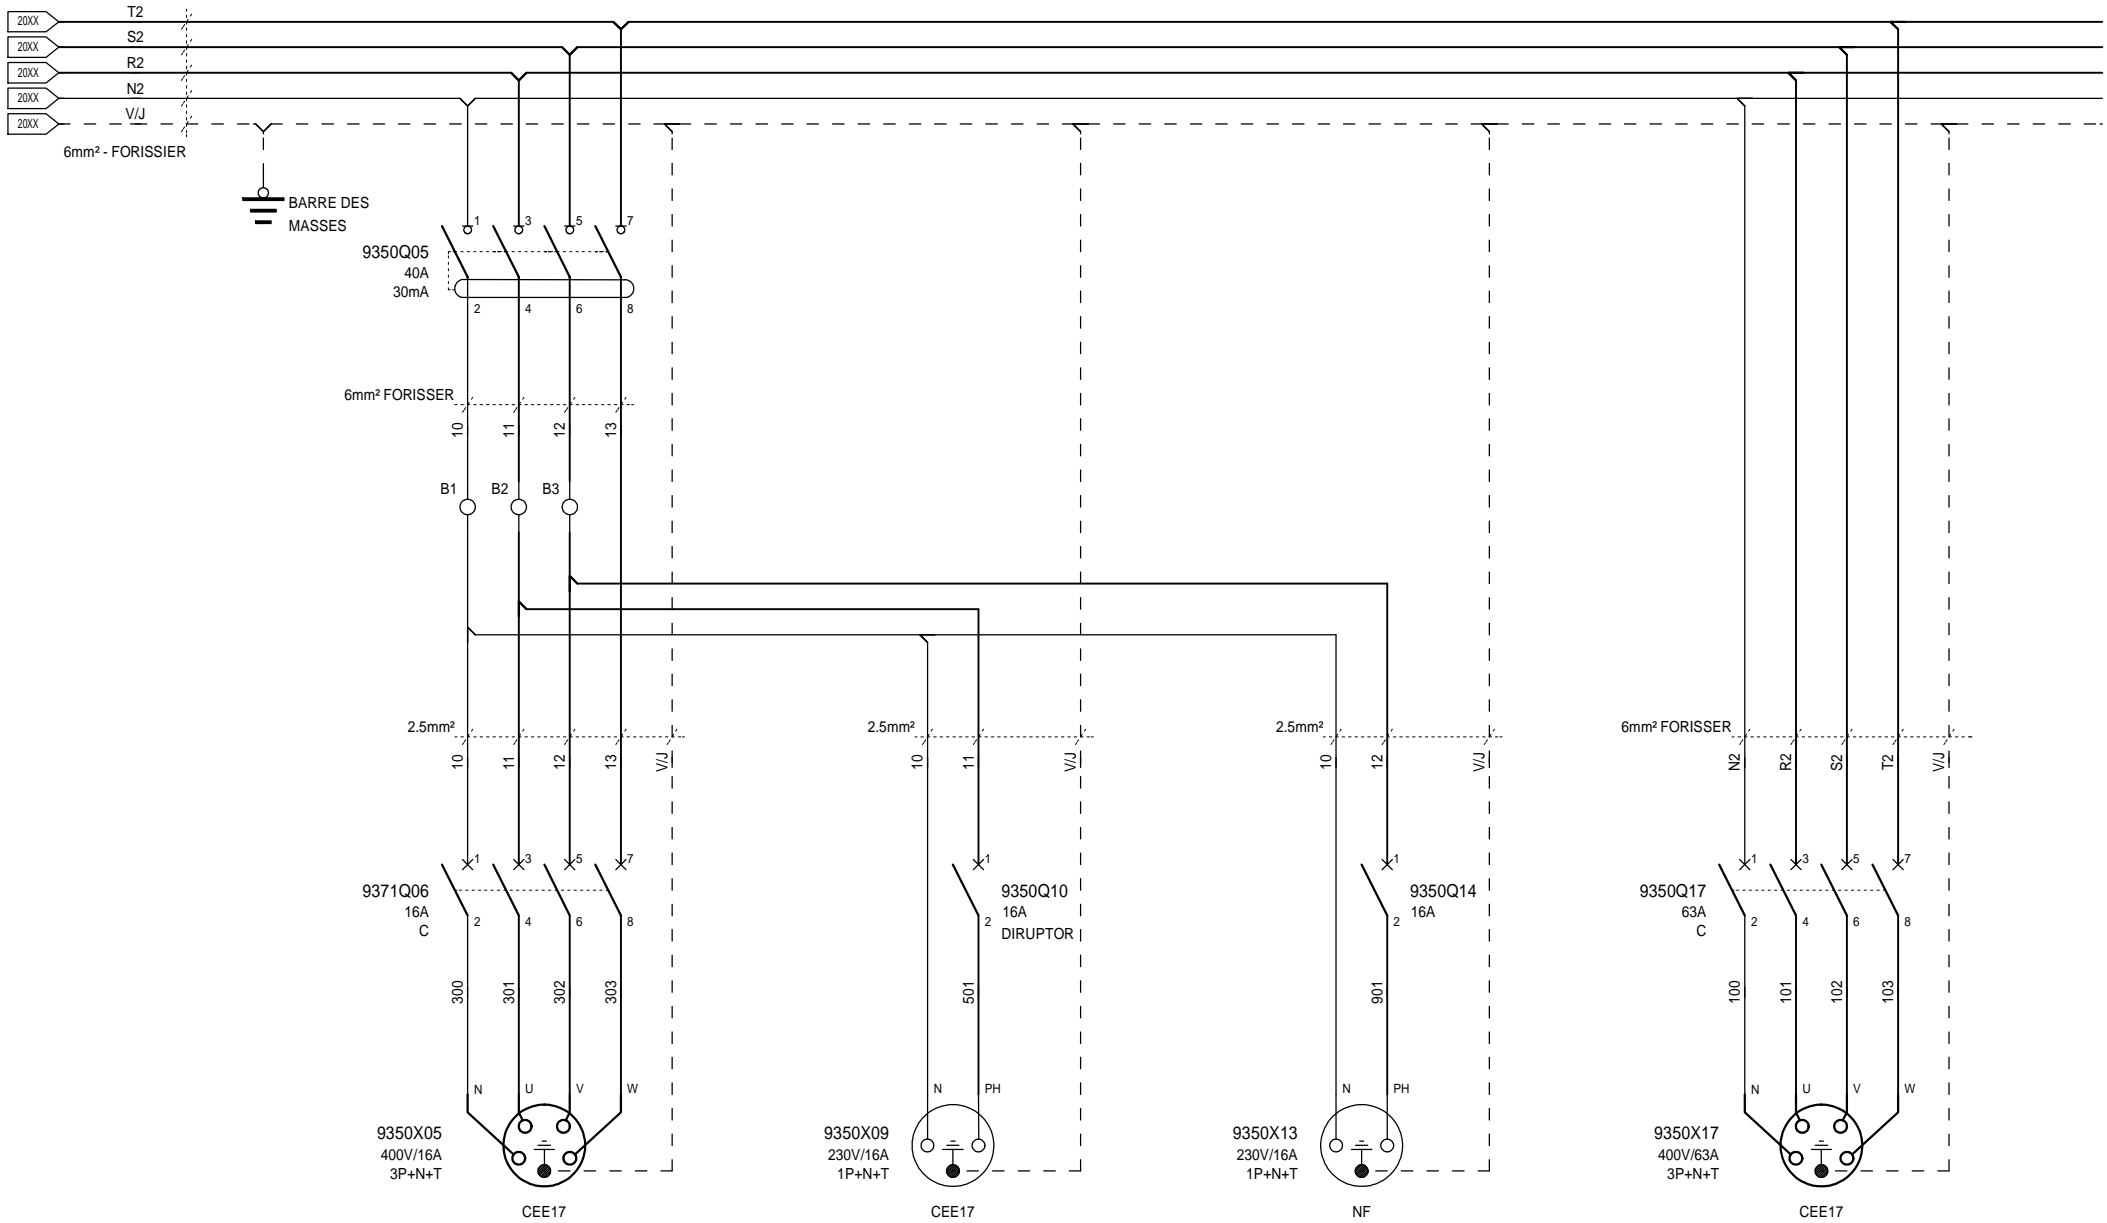 20XX T2
20XX S2
20XX R2
20XX N2
20XX V/J
6mm² - FORISSIER
BARRE DES
MASSES
1 3 5 7
9350Q05
40A
30mA
2 4 6 8
6mm² FORISSER
10 11 12 13
B1 B2 B3
2.5mm²
10 11 12 13 V/J
2.5mm²
10 11 V/J
2.5mm²
10 12 V/J
6mm² FORISSER
N2 R2 S2 T2 V/J
1 3 5 7
9371Q06
16A
C
2 4 6 8
1
9350Q10
16A
2
DIRUPTOR
1
9350Q14
16A
2
1 3 5 7
9350Q17
63A
C
2 4 6 8
300 301 302 303
501
901
100 101 102 103
N U V W
9350X05
400V/16A
3P+N+T
CEE17
N PH
9350X09
230V/16A
1P+N+T
CEE17
N PH
9350X13
230V/16A
1P+N+T
NF
N U V W
9350X17
400V/63A
3P+N+T
CEE17